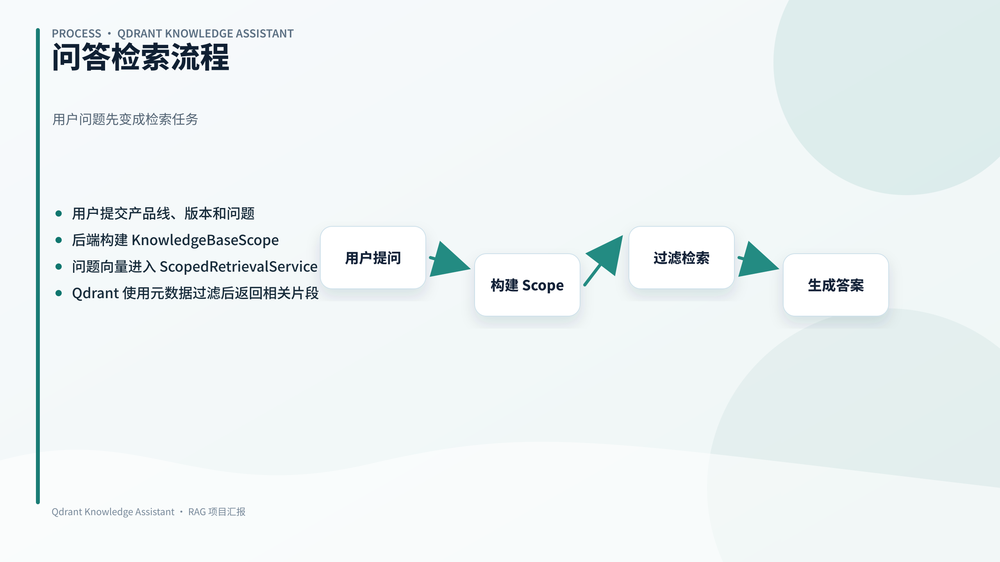 PROCESS • QDRANT KNOWLEDGE ASSISTANT
问答检索流程
用户问题先变成检索任务
用户提交产品线、版本和问题
后端构建 KnowledgeBaseScope
问题向量进入 ScopedRetrievalService
Qdrant 使用元数据过滤后返回相关片段
用户提问
构建 Scope
过滤检索
生成答案
Qdrant Knowledge Assistant • RAG 项目汇报